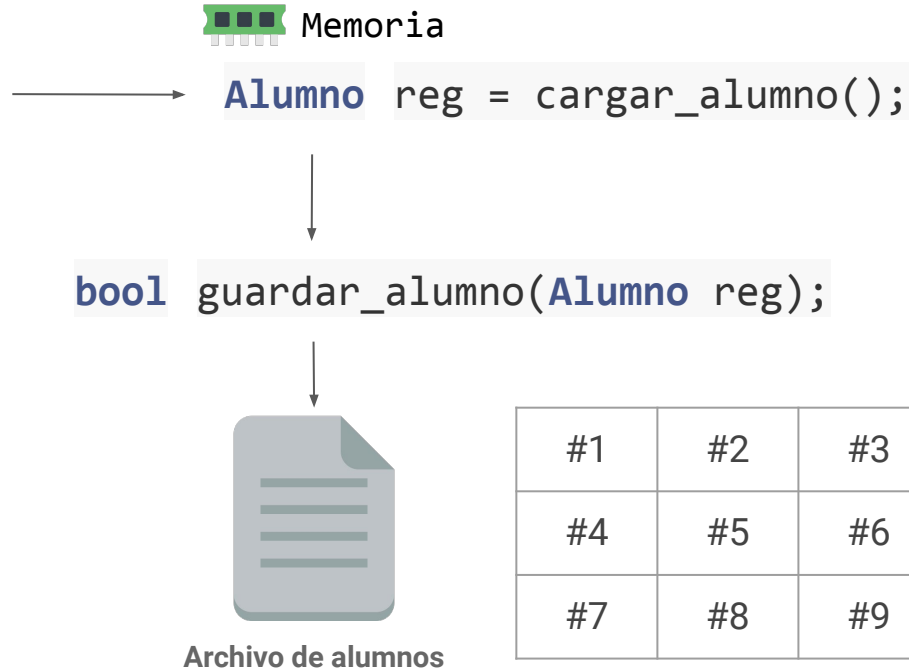 Memoria
Alumno reg = cargar_alumno();
bool guardar_alumno(Alumno reg);
#1 #2 #3
#4 #5 #6
#7 #8 #9
Archivo de alumnos